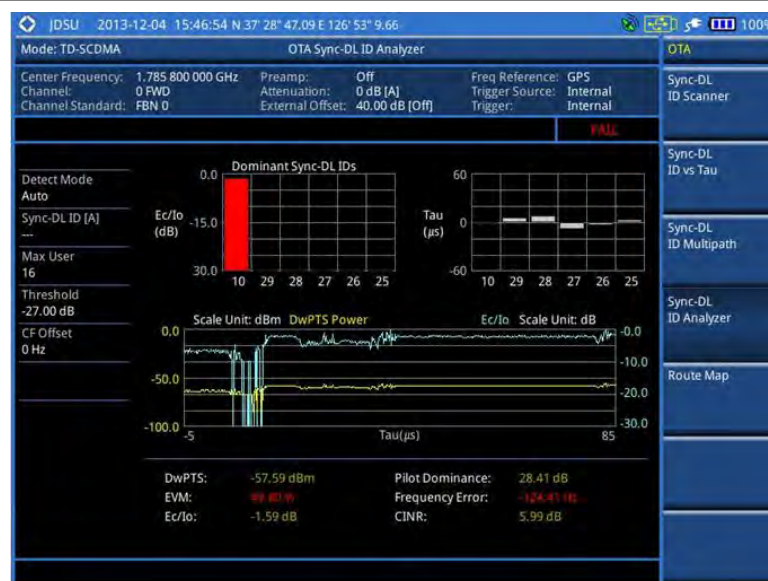 JDSU 2013-12-04 15:46:54 N 37' 28" 47.09 E 126' 53" 9.66 100%
Mode: TD-SCDMA OTA Sync-DL ID Analyzer OTA
Center Frequency: 1.785 800 000 GHz Preamp: Off Freq Reference: GPS
Channel: 0 FWD Attenuation: 0 dB [A] Trigger Source: Internal
Channel Standard: FBN 0 External Offset: 40.00 dB [Off] Trigger: Internal
FAIL
Sync-DL
ID Scanner
Sync-DL
ID vs Tau
Sync-DL
ID Multipath
Sync-DL
ID Analyzer
Route Map
Detect Mode
Auto
Sync-DL ID [A]
---
Max User
16
Threshold
-27.00 dB
CF Offset
0 Hz
Dominant Sync-DL IDs
0.0
Ec/Io
(dB)
-15.0
30.0
10 29 28 27 26 25
60
Tau
(μs)
0
-60
10 29 28 27 26 25
Scale Unit: dBm DwPTS Power Ec/Io Scale Unit: dB
0.0 -0.0
-10.0
-50.0
-20.0
-30.0
-100.0
-5 Tau(μs) 85
DwPTS: -57.59 dBm Pilot Dominance: 28.41 dB
EVM: Frequency Error: -124.41 Hz
Ec/Io: -1.59 dB CINR: 5.99 dB